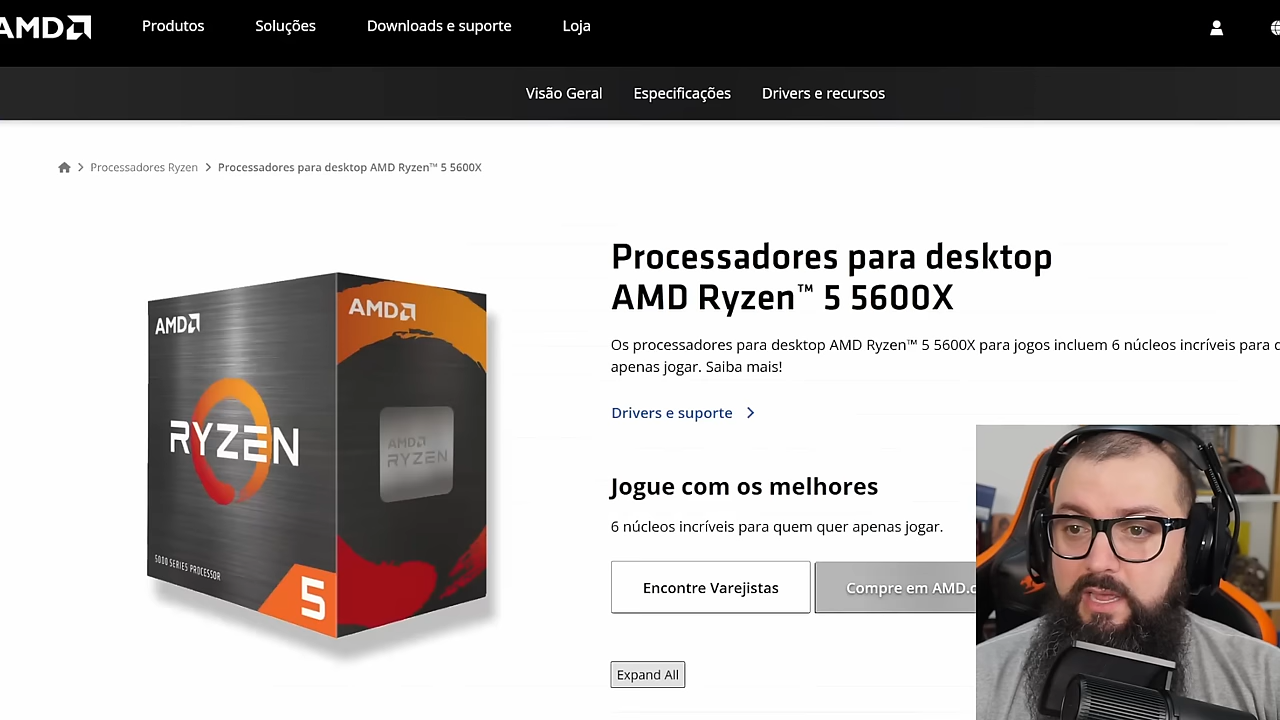 AMD
Produtos
Soluções
Downloads e suporte
Loja
Visão Geral
Especificações
Drivers e recursos
Processadores Ryzen
Processadores para desktop AMD Ryzen™ 5 5600X
Processadores para desktop
AMD Ryzen™ 5 5600X
Os processadores para desktop AMD Ryzen™ 5 5600X para jogos incluem 6 núcleos incríveis para
apenas jogar. Saiba mais!
Drivers e suporte
Jogue com os melhores
6 núcleos incríveis para quem quer apenas jogar.
Encontre Varejistas
Compre em AMD.c
Expand All
AMD
RYZEN
5000 SERIES PROCESSOR
5
AMD
AMD
RYZEN